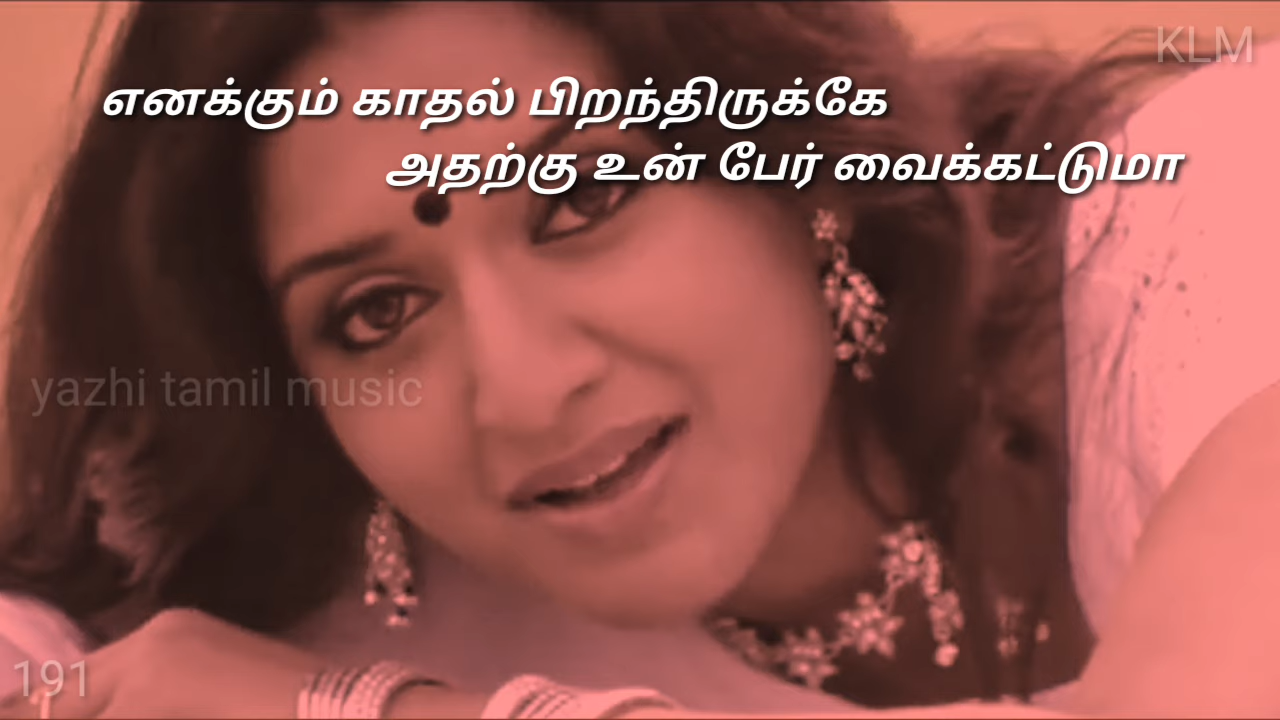 KLM
எனக்கும் காதல் பிறந்திருக்கே
அதற்கு உன் பேர் வைக்கட்டுமா
yazhi tamil music
191